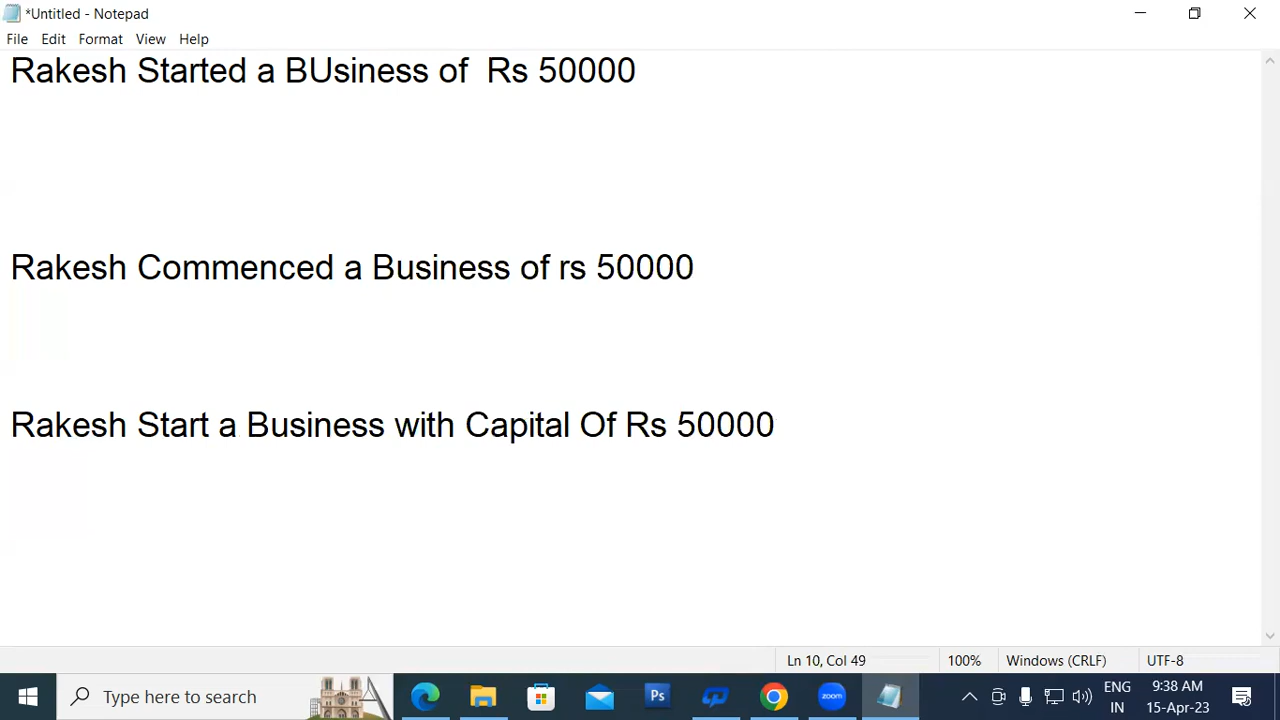 *Untitled - Notepad
File Edit Format View Help
Rakesh Started a BUsiness of  Rs 50000
Rakesh Commenced a Business of rs 50000
Rakesh Start a Business with Capital Of Rs 50000
Ln 10, Col 49 100% Windows (CRLF) UTF-8
Type here to search Ps zoom ENG 9:38 AM
IN 15-Apr-23